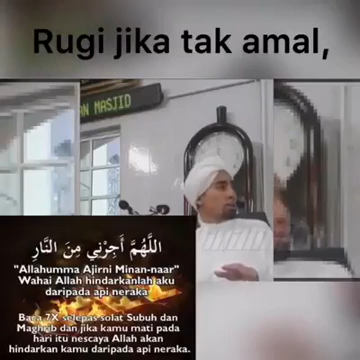 Rugi jika tak amal,
N MASJID
اللَّهُمَّ أَجِرْنِي مِنَ النَّارِ
"Allahumma Ajirni Minan-naar"
Wahai Allah hindarkanlah aku
daripada api neraka
Baca 7X selepas solat Subuh dan
Maghrib dan jika kamu mati pada
hari itu nescaya Allah akan
hindarkan kamu daripada api neraka.